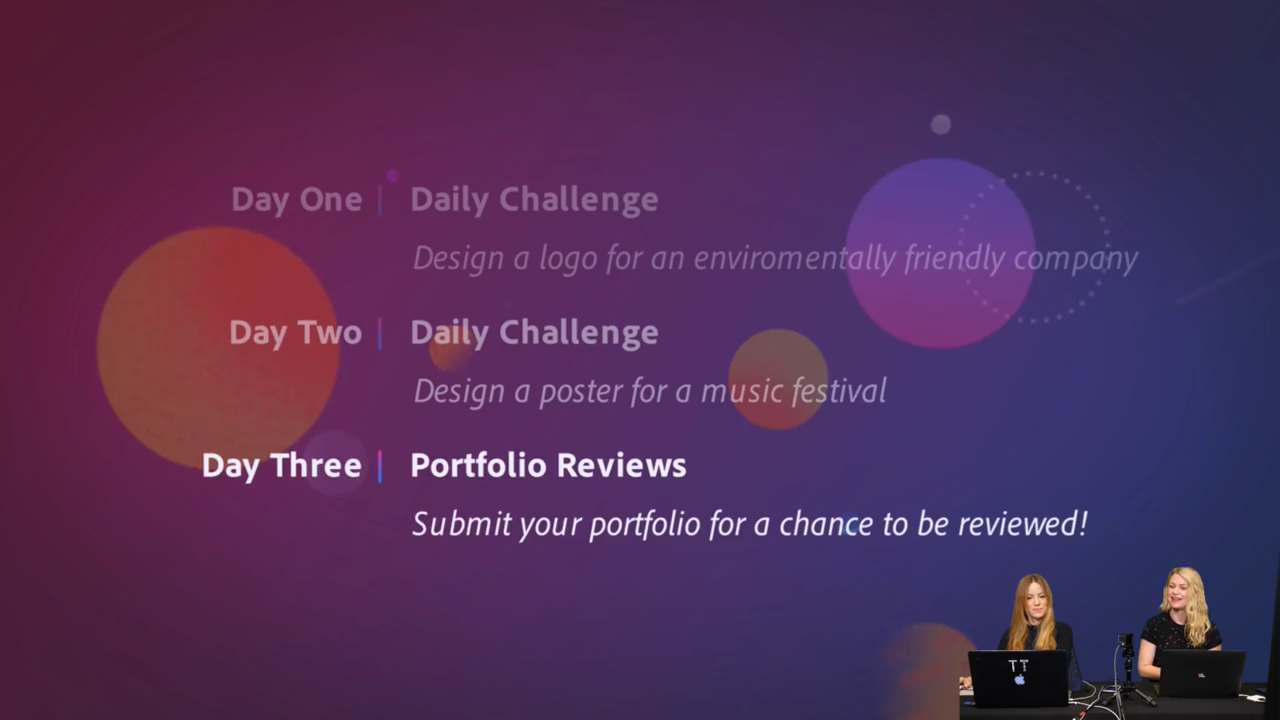 Day One | Daily Challenge
Design a logo for an enviromentally friendly company
Day Two | Daily Challenge
Design a poster for a music festival
Day Three | Portfolio Reviews
Submit your portfolio for a chance to be reviewed!
TT